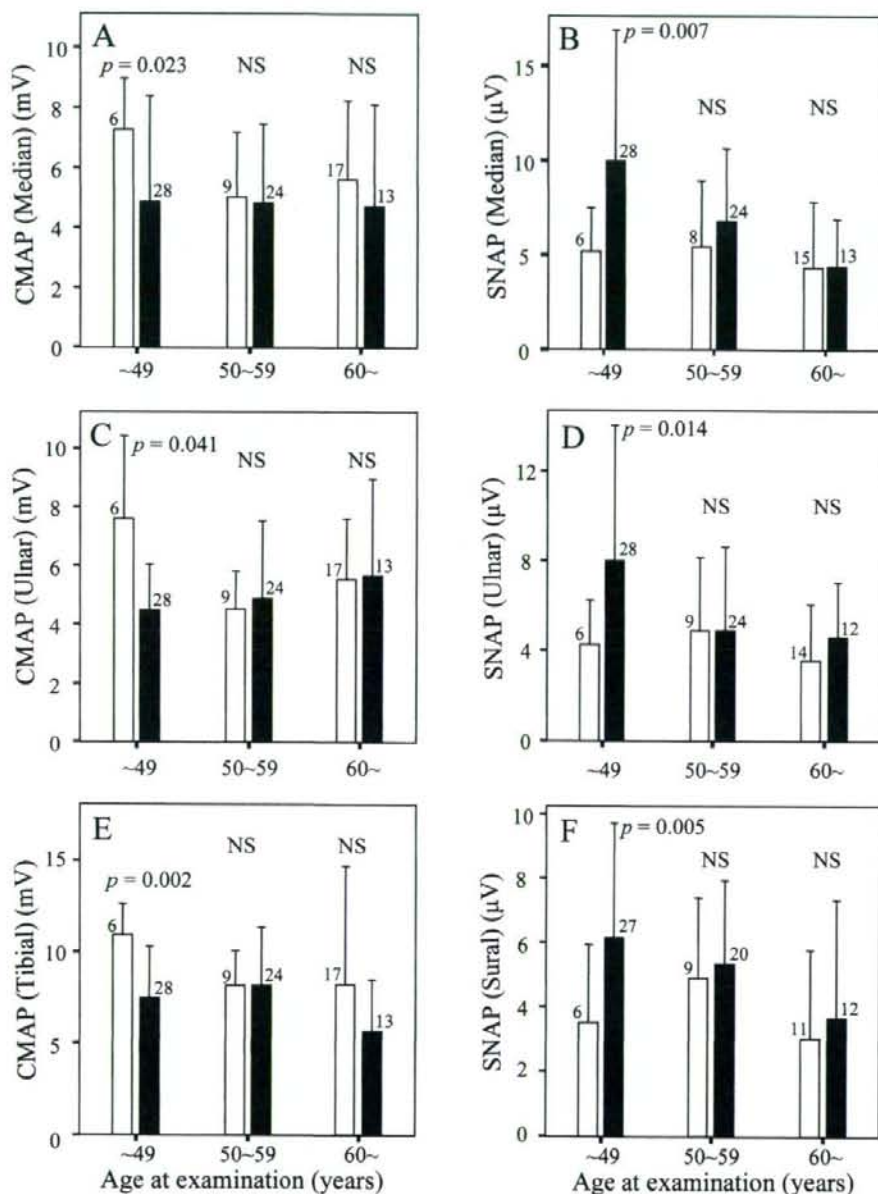 A
CMAP (Median) (mV)
10
8
6
4
2
0
p = 0.023
NS
NS
6
28
9
24
17
13
~49
50~59
60~
B
SNAP (Median) (μV)
15
10
5
0
p = 0.007
NS
NS
6
28
8
24
15
13
~49
50~59
60~
C
CMAP (Ulnar) (mV)
10
8
6
4
2
0
p = 0.041
NS
NS
6
28
9
24
17
13
~49
50~59
60~
D
SNAP (Ulnar) (μV)
12
8
4
0
p = 0.014
NS
NS
6
28
9
24
14
12
~49
50~59
60~
E
CMAP (Tibial) (mV)
15
10
5
0
p = 0.002
NS
NS
6
28
9
24
17
13
~49
50~59
60~
Age at examination (years)
F
SNAP (Sural) (μV)
10
8
6
4
2
0
p = 0.005
NS
NS
6
27
9
20
11
12
~49
50~59
60~
Age at examination (years)